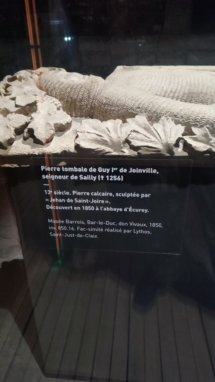 Pierre tombale de Guy Iᵉʳ de Joinville,
seigneur de Sailly († 1256)
13ᵉ siècle. Pierre calcaire, sculptée par
« Jehan de Saint-Joire ».
Découvert en 1850 à l'abbaye d'Écurey.
Musée Barrois, Bar-le-Duc, don Vivaux, 1850,
inv. 850.16. Fac-similé réalisé par Lythos,
Saint-Just-de-Claix.